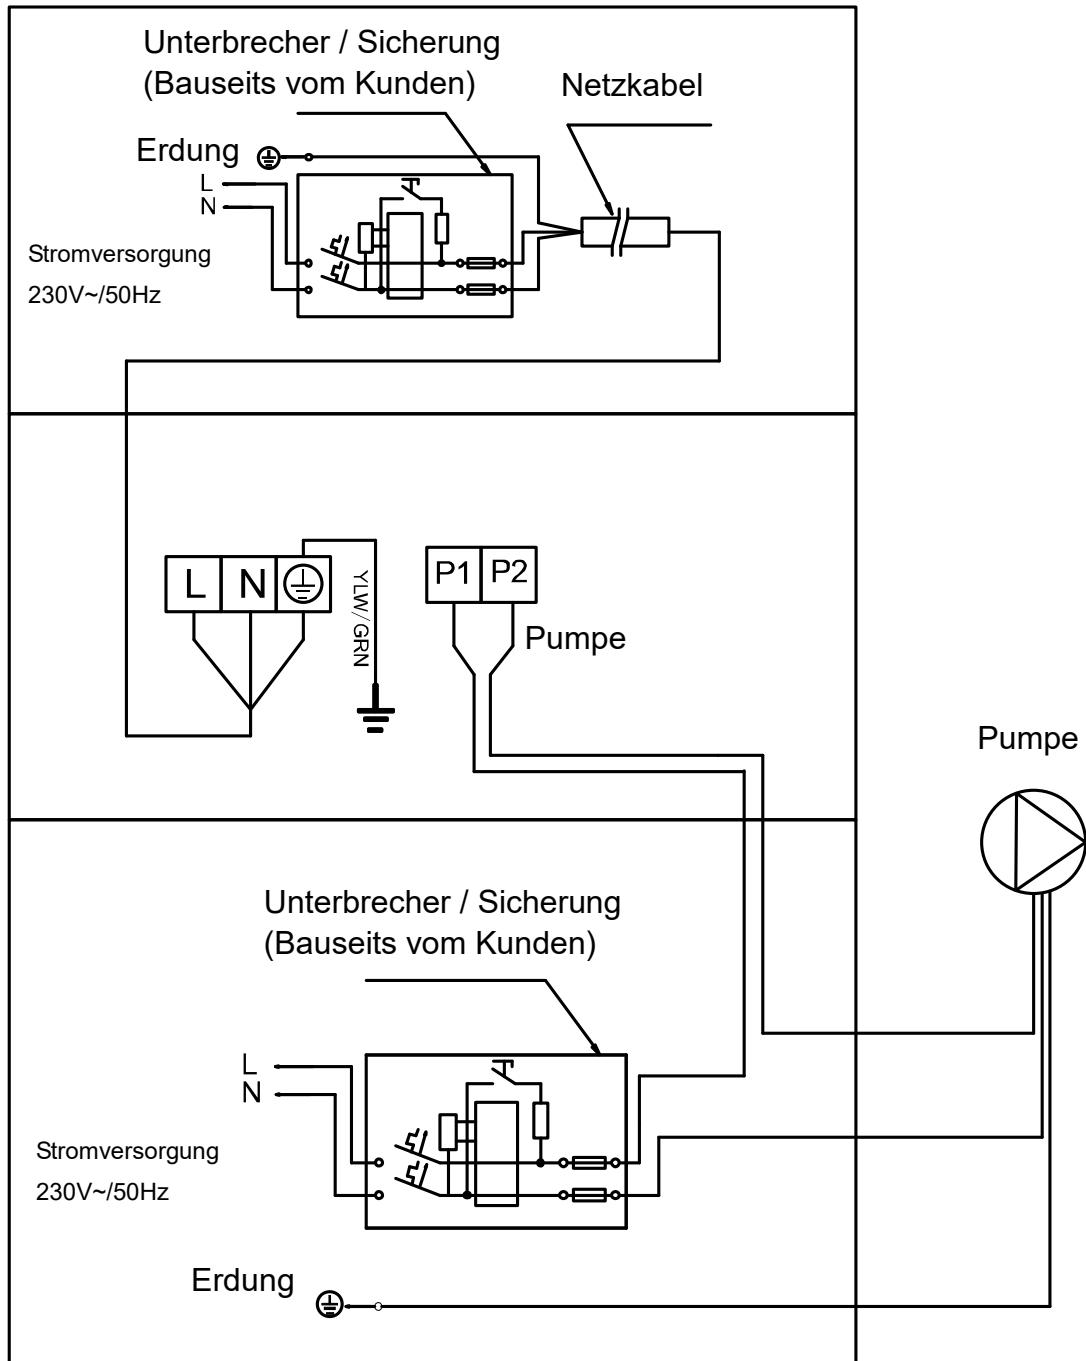 Unterbrecher / Sicherung
(Bauseits vom Kunden)
Netzkabel
Erdung
L
N
Stromversorgung
230V~/50Hz
L N
YLW/GRN
P1 P2
Pumpe
Pumpe
Unterbrecher / Sicherung
(Bauseits vom Kunden)
L
N
Stromversorgung
230V~/50Hz
Erdung